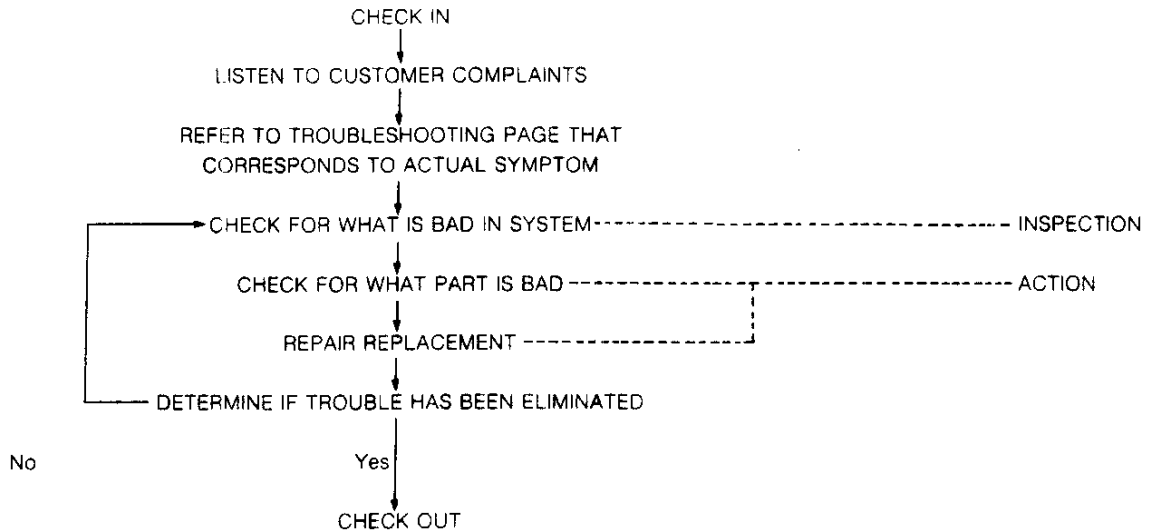 CHECK IN
LISTEN TO CUSTOMER COMPLAINTS
REFER TO TROUBLESHOOTING PAGE THAT
CORRESPONDS TO ACTUAL SYMPTOM
CHECK FOR WHAT IS BAD IN SYSTEM
INSPECTION
CHECK FOR WHAT PART IS BAD
ACTION
REPAIR REPLACEMENT
DETERMINE IF TROUBLE HAS BEEN ELIMINATED
No
Yes
CHECK OUT